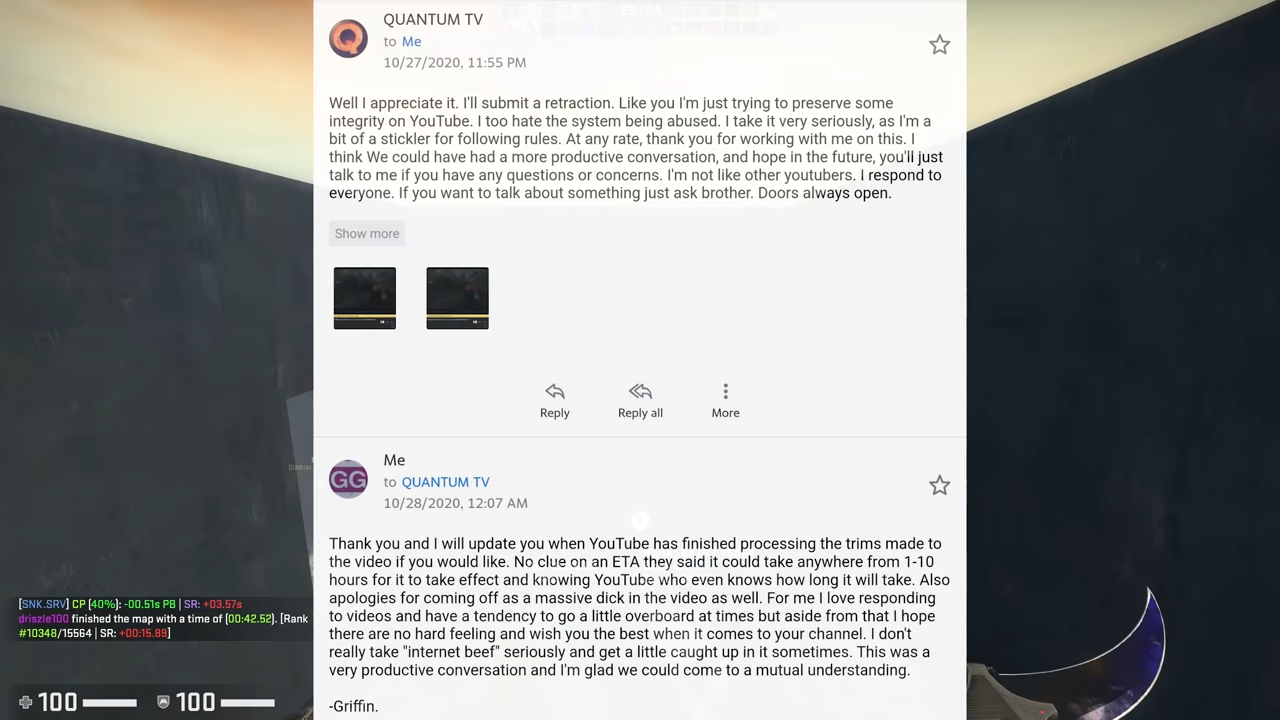 QUANTUM TV
to Me
10/27/2020, 11:55 PM
Well I appreciate it. I'll submit a retraction. Like you I'm just trying to preserve some
integrity on YouTube. I too hate the system being abused. I take it very seriously, as I'm a
bit of a stickler for following rules. At any rate, thank you for working with me on this. I
think We could have had a more productive conversation, and hope in the future, you'll just
talk to me if you have any questions or concerns. I'm not like other youtubers. I respond to
everyone. If you want to talk about something just ask brother. Doors always open.
Show more
Reply
Reply all
More
Me
GG
to QUANTUM TV
10/28/2020, 12:07 AM
Thank you and I will update you when YouTube has finished processing the trims made to
the video if you would like. No clue on an ETA they said it could take anywhere from 1-10
hours for it to take effect and knowing YouTube who even knows how long it will take. Also
apologies for coming off as a massive dick in the video as well. For me I love responding
to videos and have a tendency to go a little overboard at times but aside from that I hope
there are no hard feeling and wish you the best when it comes to your channel. I don't
really take "internet beef" seriously and get a little caught up in it sometimes. This was a
very productive conversation and I'm glad we could come to a mutual understanding.
-Griffin.
[SNK.SRV] CP [40%]: -00.51s PB | SR: +03.57s
driszle100 finished the map with a time of [00:42.52]. [Rank
#10348/15564 | SR: +00:15.89]
100
100